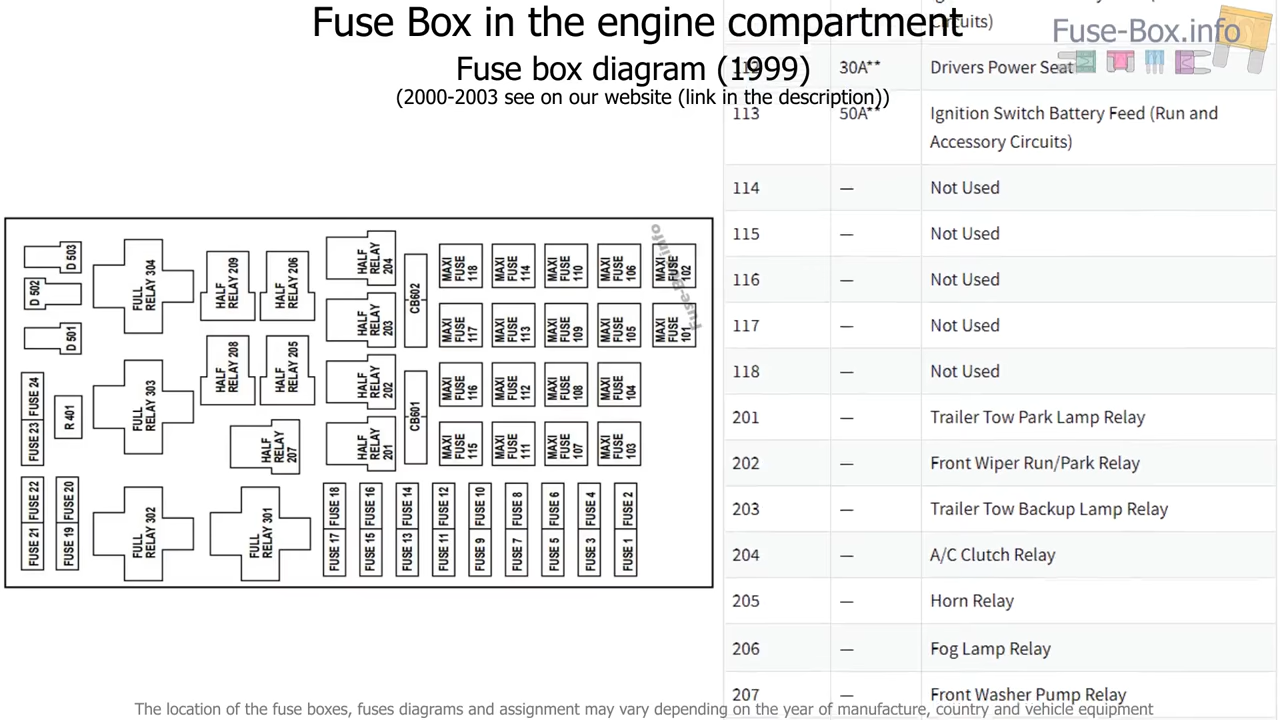 Fuse Box in the engine compartment
Fuse box diagram (1999)
(2000-2003 see on our website (link in the description))
Fuse-Box.info
Circuits)
112 30A** Drivers Power Seat
113 50A** Ignition Switch Battery Feed (Run and
Accessory Circuits)
114 — Not Used
115 — Not Used
116 — Not Used
117 — Not Used
118 — Not Used
201 — Trailer Tow Park Lamp Relay
202 — Front Wiper Run/Park Relay
203 — Trailer Tow Backup Lamp Relay
204 — A/C Clutch Relay
205 — Horn Relay
206 — Fog Lamp Relay
207 — Front Washer Pump Relay
D 503
D 502
D 501
FUSE 24
FUSE 23
R 401
FUSE 22
FUSE 21
FUSE 20
FUSE 19
FULL
RELAY 304
FULL
RELAY 303
FULL
RELAY 302
FULL
RELAY 301
HALF
RELAY 209
HALF
RELAY 206
HALF
RELAY 208
HALF
RELAY 205
HALF
RELAY
207
HALF
RELAY
204
HALF
RELAY
203
HALF
RELAY
202
HALF
RELAY
201
CB602
CB601
MAXI
FUSE
118
MAXI
FUSE
114
MAXI
FUSE
110
MAXI
FUSE
106
MAXI
FUSE
102
MAXI
FUSE
117
MAXI
FUSE
113
MAXI
FUSE
109
MAXI
FUSE
105
MAXI
FUSE
101
MAXI
FUSE
116
MAXI
FUSE
112
MAXI
FUSE
108
MAXI
FUSE
104
MAXI
FUSE
115
MAXI
FUSE
111
MAXI
FUSE
107
MAXI
FUSE
103
FUSE 18
FUSE 17
FUSE 16
FUSE 15
FUSE 14
FUSE 13
FUSE 12
FUSE 11
FUSE 10
FUSE 9
FUSE 8
FUSE 7
FUSE 6
FUSE 5
FUSE 4
FUSE 3
FUSE 2
FUSE 1
Fuse-Box.info
The location of the fuse boxes, fuses diagrams and assignment may vary depending on the year of manufacture, country and vehicle equipment